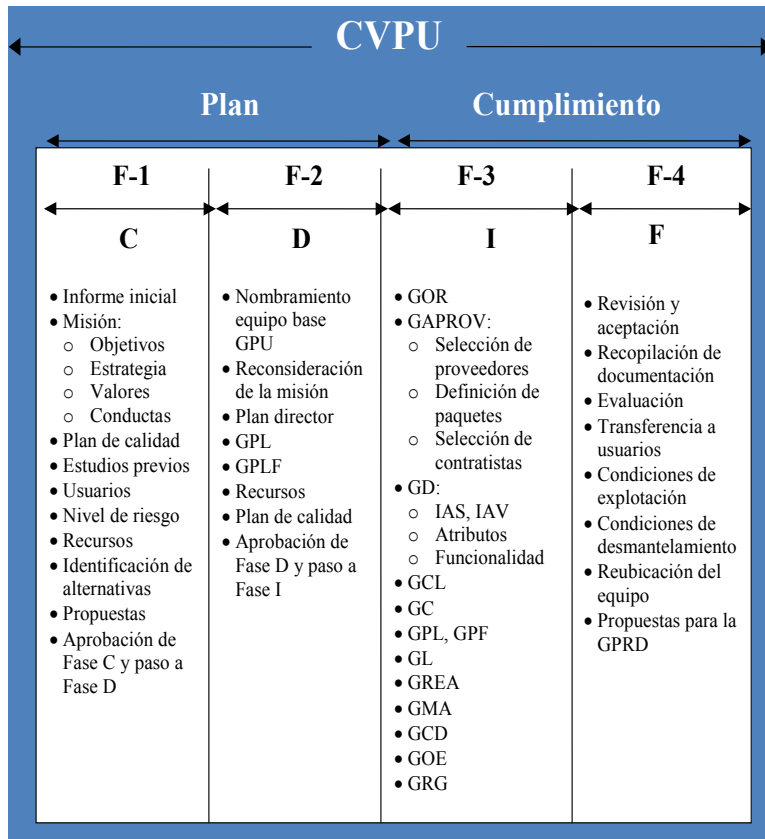 CVPU
Plan
Cumplimiento
F-1
C
• Informe inicial
• Misión:
o Objetivos
o Estrategia
o Valores
o Conductas
• Plan de calidad
• Estudios previos
• Usuarios
• Nivel de riesgo
• Recursos
• Identificación de
alternativas
• Propuestas
• Aprobación de
Fase C y paso a
Fase D
F-2
D
• Nombramiento
equipo base
GPU
• Reconsideración
de la misión
• Plan director
• GPL
• GPLF
• Recursos
• Plan de calidad
• Aprobación de
Fase D y paso a
Fase I
F-3
I
• GOR
• GAPROV:
o Selección de
proveedores
o Definición de
paquetes
o Selección de
contratistas
• GD:
o IAS, IAV
o Atributos
o Funcionalidad
• GCL
• GC
• GPL, GPF
• GL
• GREA
• GMA
• GCD
• GOE
• GRG
F-4
F
• Revisión y
aceptación
• Recopilación de
documentación
• Evaluación
• Transferencia a
usuarios
• Condiciones de
explotación
• Condiciones de
desmantelamiento
• Reubicación del
equipo
• Propuestas para la
GPRD